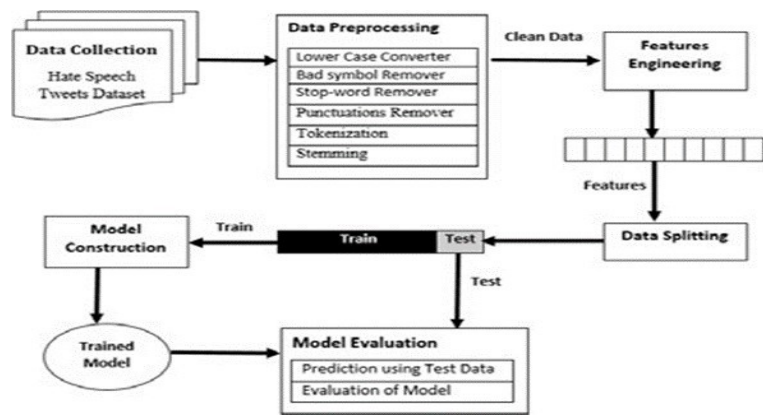 Data Collection
Hate Speech
Tweets Dataset
Data Preprocessing
Lower Case Converter
Bad symbol Remover
Stop-word Remover
Punctuations Remover
Tokenization
Stemming
Clean Data
Features
Engineering
Features
Data Splitting
Train
Test
Train
Test
Model
Construction
Trained
Model
Model Evaluation
Prediction using Test Data
Evaluation of Model